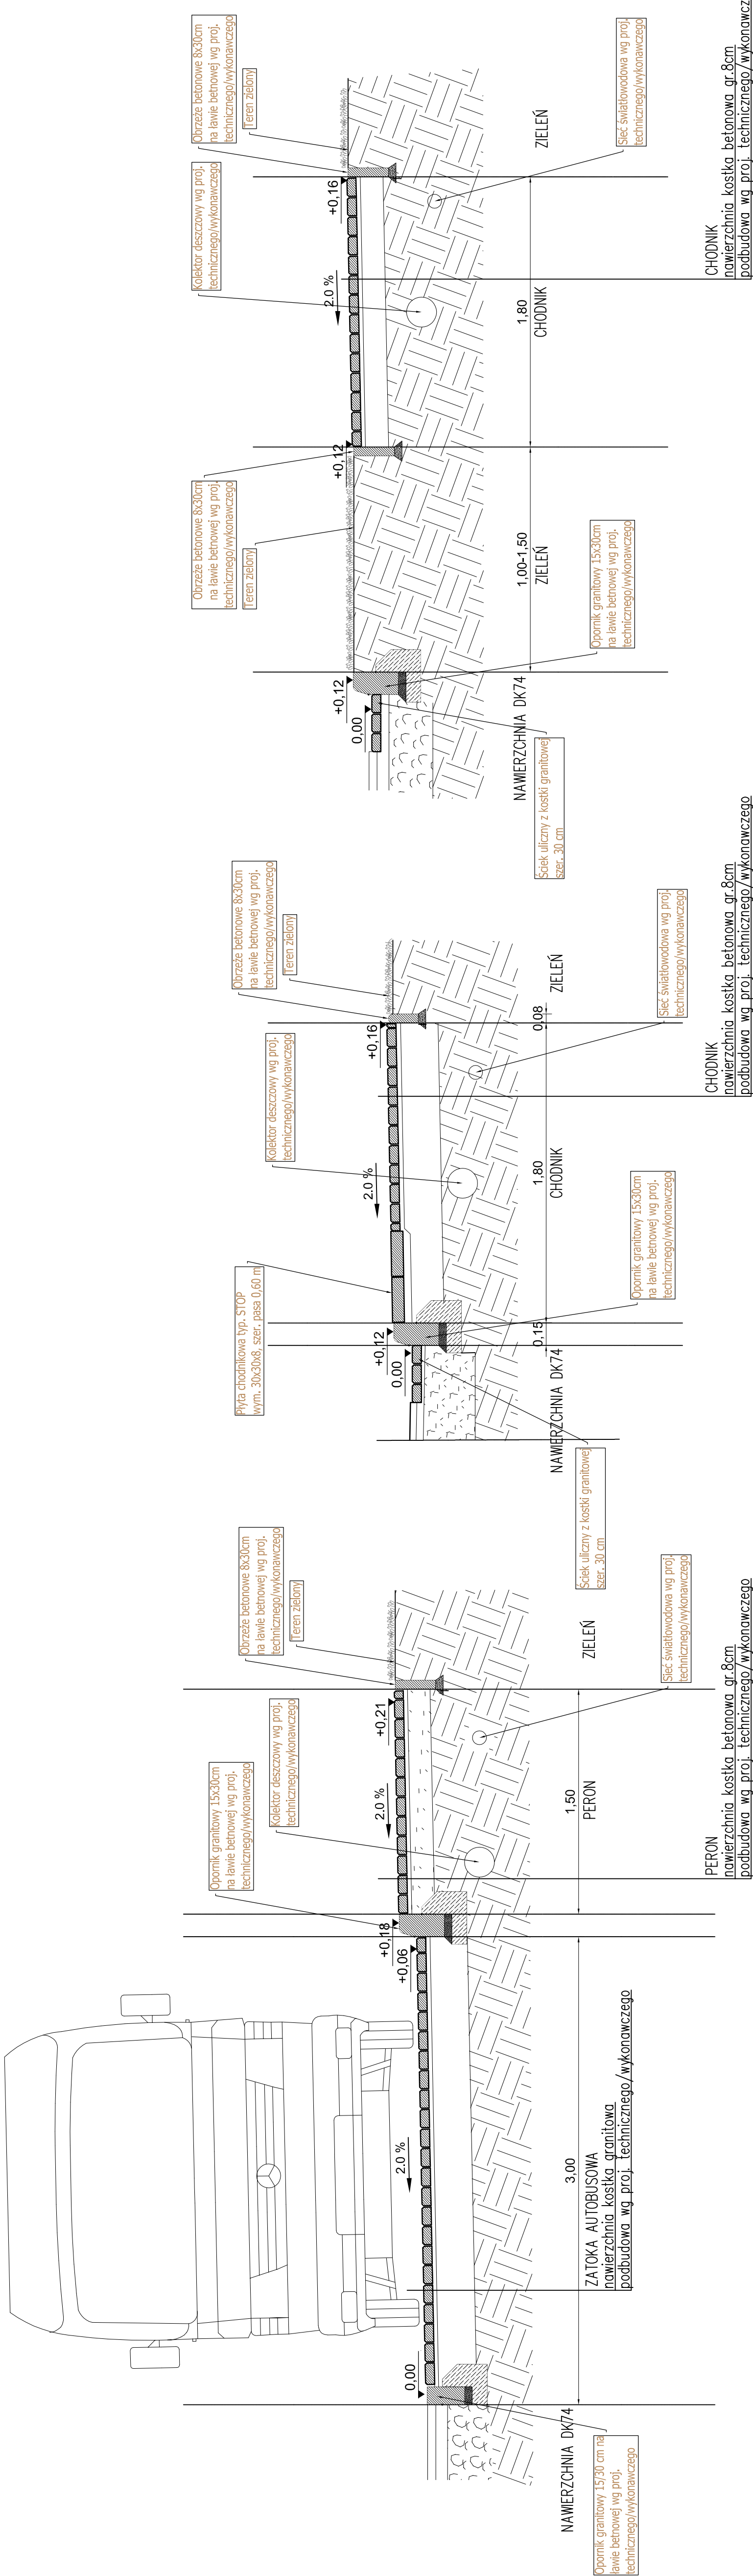 Opornik granitowy 15x30cm
na ławie betnowej wg proj.
technicznego/wykonawczego
Kolektor deszczowy wg proj.
technicznego/wykonawczego
Obrzeże betonowe 8x30cm
na ławie betnowej wg proj.
technicznego/wykonawczego
Teren zielony
0,00
2.0 %
+0,06
+0,18
2.0 %
+0,21
NAWIERZCHNIA DK74
3,00
1,50
PERON
ZIELEŃ
Opornik granitowy 15/30 cm na
ławie betnowej wg proj.
technicznego/wykonawczego
ZATOKA AUTOBUSOWA
nawierzchnia kostka granitowa
podbudowa wg proj. technicznego/wykonawczego
Sieć światłowodowa wg proj.
technicznego/wykonawczego
PERON
nawierzchnia kostka betonowa gr.8cm
podbudowa wg proj. technicznego/wykonawczego
Płyta chodnikowa typ. STOP
wym. 30x30x8, szer. pasa 0,60 m
Kolektor deszczowy wg proj.
technicznego/wykonawczego
Obrzeże betonowe 8x30cm
na ławie betnowej wg proj.
technicznego/wykonawczego
Teren zielony
0,00
+0,12
2.0 %
+0,16
NAWIERZCHNIA DK74
0,15
1,80
CHODNIK
0,08
ZIELEŃ
Ściek uliczny z kostki granitowej
szer. 30 cm
Opornik granitowy 15x30cm
na ławie betnowej wg proj.
technicznego/wykonawczego
Sieć światłowodowa wg proj.
technicznego/wykonawczego
CHODNIK
nawierzchnia kostka betonowa gr.8cm
podbudowa wg proj. technicznego/wykonawczego
Obrzeże betonowe 8x30cm
na ławie betnowej wg proj.
technicznego/wykonawczego
Teren zielony
Kolektor deszczowy wg proj.
technicznego/wykonawczego
Obrzeże betonowe 8x30cm
na ławie betnowej wg proj.
technicznego/wykonawczego
Teren zielony
0,00
+0,12
+0,12
2.0 %
+0,16
NAWIERZCHNIA DK74
1,00-1,50
ZIELEŃ
1,80
CHODNIK
ZIELEŃ
Ściek uliczny z kostki granitowej
szer. 30 cm
Opornik granitowy 15x30cm
na ławie betnowej wg proj.
technicznego/wykonawczego
Sieć światłowodowa wg proj.
technicznego/wykonawczego
CHODNIK
nawierzchnia kostka betonowa gr.8cm
podbudowa wg proj. technicznego/wykonawcz